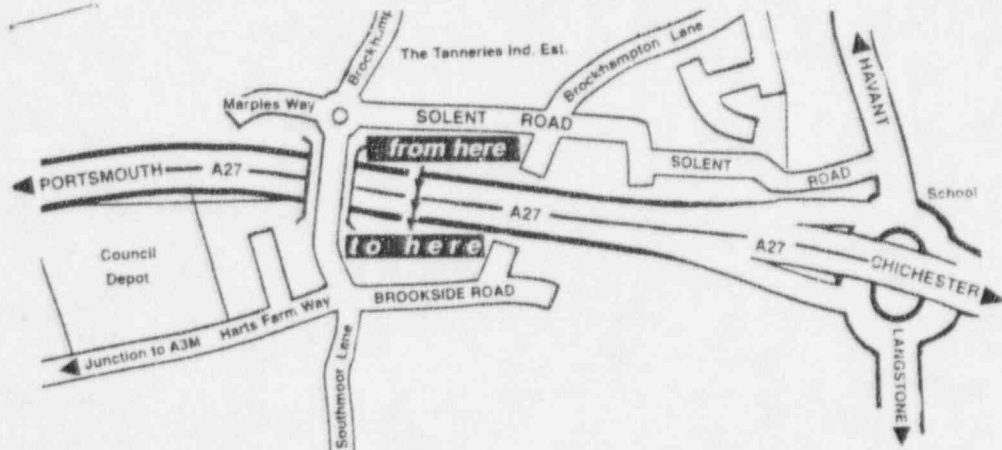 Brockhamp
The Tanneries Ind. Est.
Brockhampton Lane
HAVANT
Marples Way
SOLENT ROAD
from here
SOLENT ROAD
School
PORTSMOUTH
A27
A27
A27
CHICHESTER
to here
Council
Depot
BROOKSIDE ROAD
Harts Farm Way
Junction to A3M
Southmoor Lane
LANGSTONE